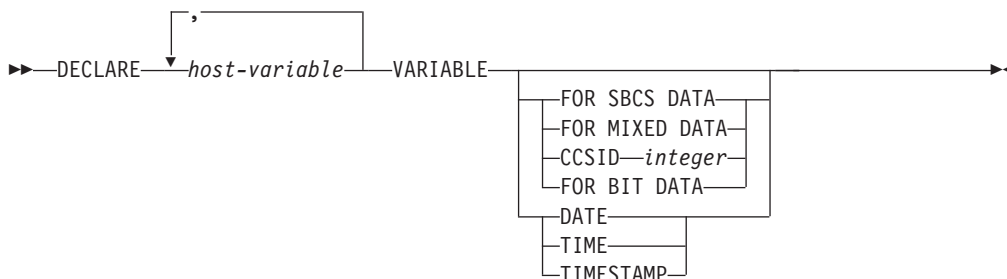 ,
DECLARE host-variable VARIABLE
FOR SBCS DATA
FOR MIXED DATA
CCSID integer
FOR BIT DATA
DATE
TIME
TIMESTAMP